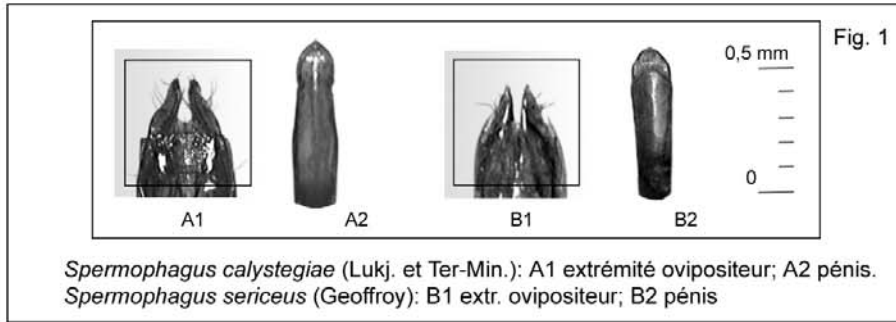 Fig. 1
0,5 mm
0
A1 A2 B1 B2
Spermophagus calystegiae (Lukj. et Ter-Min.): A1 extrémité ovipositeur; A2 pénis.
Spermophagus sericeus (Geoffroy): B1 extr. ovipositeur; B2 pénis